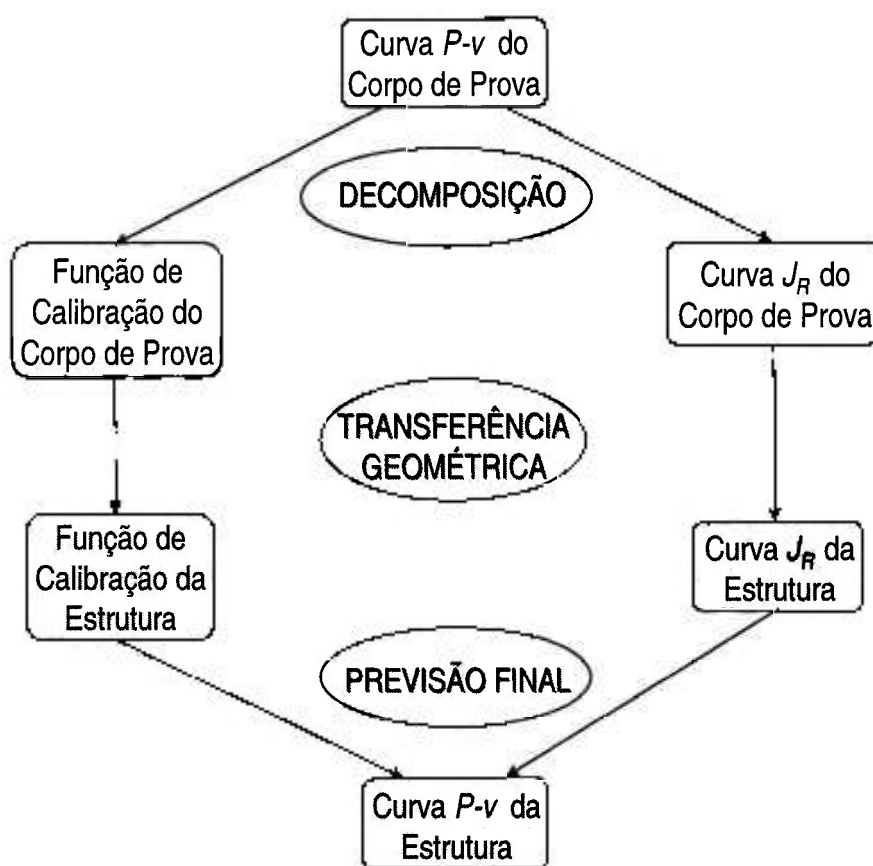 Curva P-v do
Corpo de Prova
DECOMPOSIÇÃO
Função de
Calibração do
Corpo de Prova
Curva J_R do
Corpo de Prova
TRANSFERÊNCIA
GEOMÉTRICA
Função de
Calibração da
Estrutura
Curva J_R da
Estrutura
PREVISÃO FINAL
Curva P-v da
Estrutura